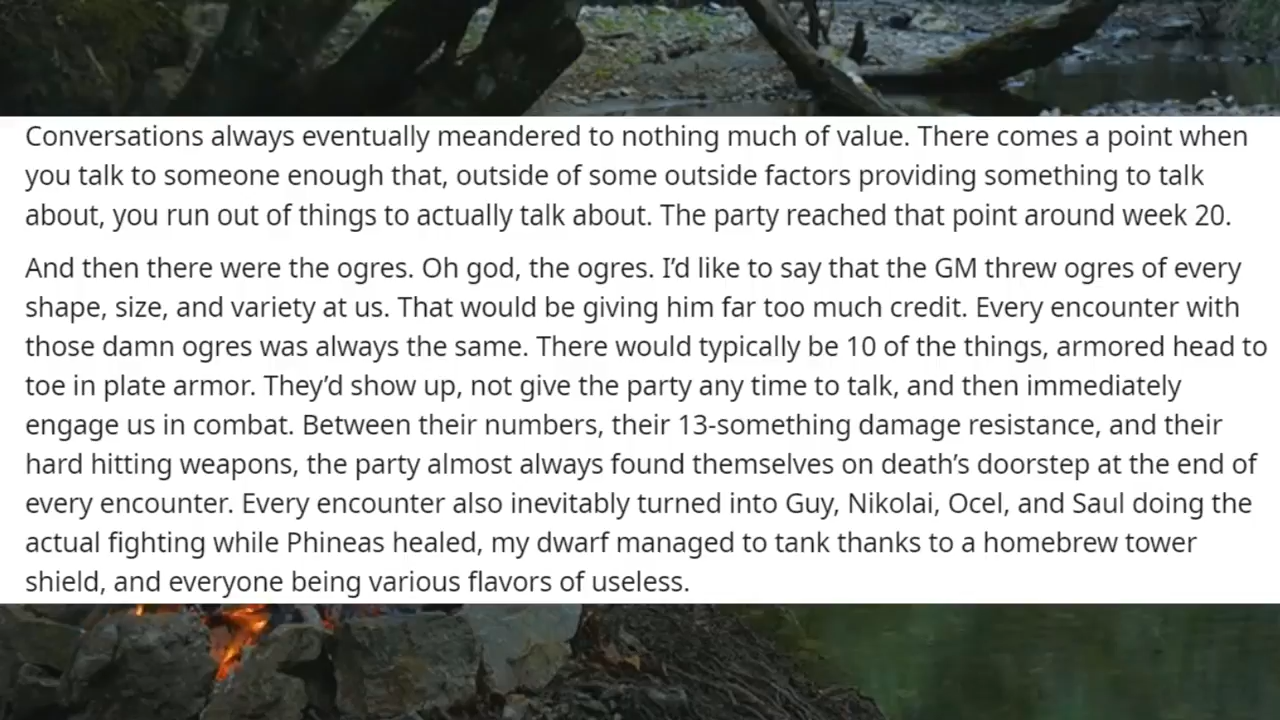 Conversations always eventually meandered to nothing much of value. There comes a point when
you talk to someone enough that, outside of some outside factors providing something to talk
about, you run out of things to actually talk about. The party reached that point around week 20.
And then there were the ogres. Oh god, the ogres. I’d like to say that the GM threw ogres of every
shape, size, and variety at us. That would be giving him far too much credit. Every encounter with
those damn ogres was always the same. There would typically be 10 of the things, armored head to
toe in plate armor. They’d show up, not give the party any time to talk, and then immediately
engage us in combat. Between their numbers, their 13-something damage resistance, and their
hard hitting weapons, the party almost always found themselves on death’s doorstep at the end of
every encounter. Every encounter also inevitably turned into Guy, Nikolai, Ocel, and Saul doing the
actual fighting while Phineas healed, my dwarf managed to tank thanks to a homebrew tower
shield, and everyone being various flavors of useless.